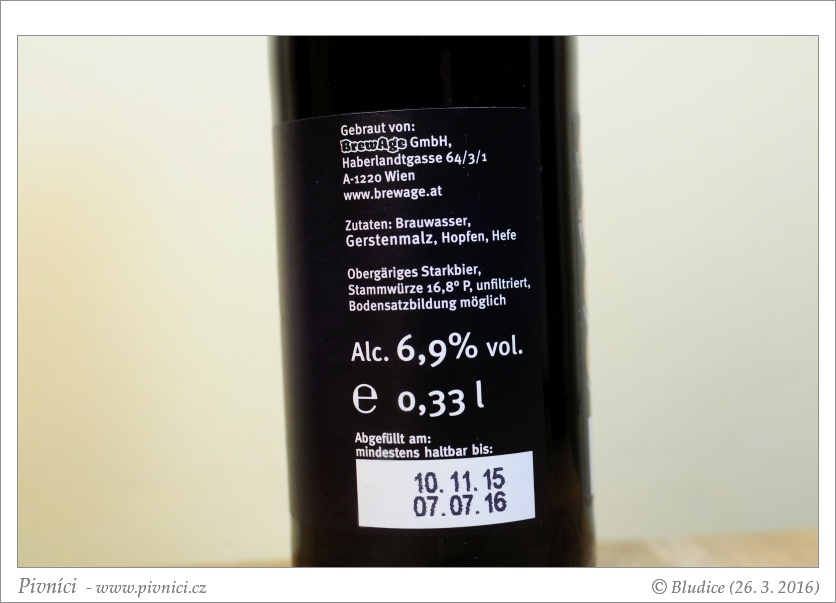 Gebraut von:
BrewAge GmbH,
Haberlandtgasse 64/3/1
A-1220 Wien
www.brewage.at
Zutaten: Brauwasser,
Gerstenmalz, Hopfen, Hefe
Obergäriges Starkbier,
Stammwürze 16,8° P, unfiltriert,
Bodensatzbildung möglich
Alc. 6,9% vol.
℮ 0,33 l
Abgefüllt am:
mindestens haltbar bis:
10.11.15
07.07.16
Pivníci - www.pivnici.cz
© Bludice (26. 3. 2016)